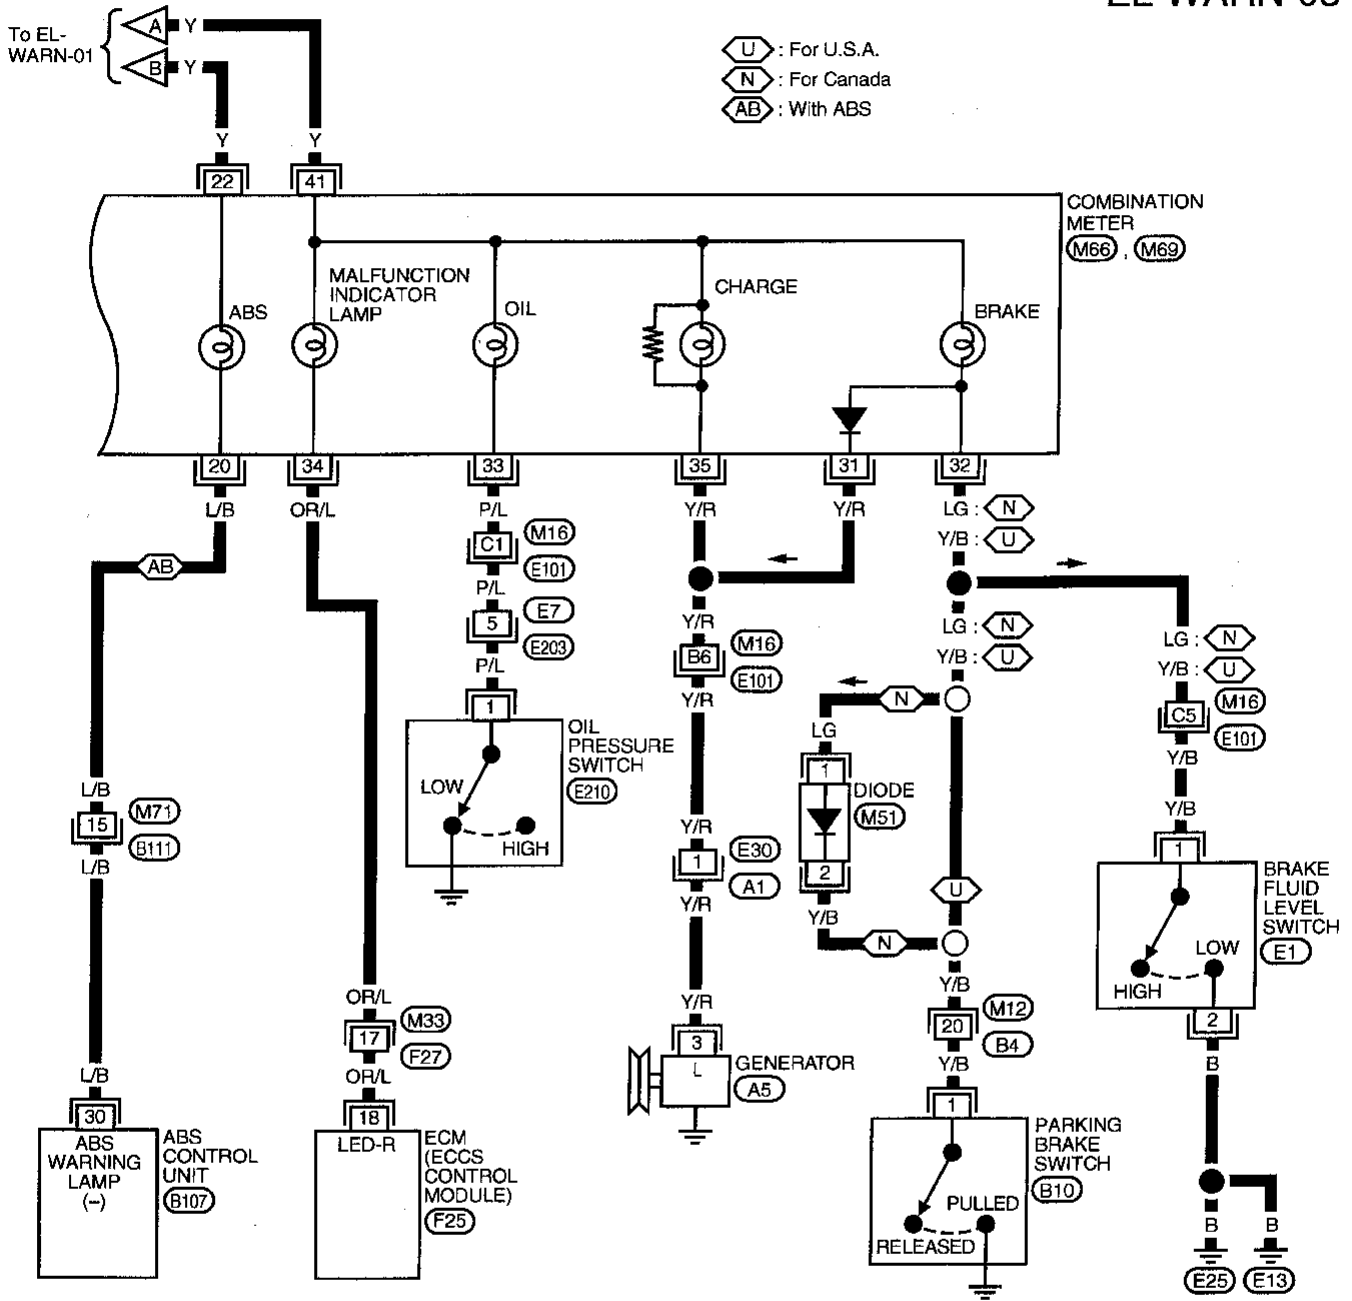 To EL-
WARN-01
A
Y
B
Y
U : For U.S.A.
N : For Canada
AB : With ABS
Y
Y
22
41
COMBINATION
METER
M66 , M69
MALFUNCTION
INDICATOR
LAMP
ABS
OIL
CHARGE
BRAKE
20
34
33
35
31
32
L/B
OR/L
P/L
Y/R
Y/R
LG : N
Y/B : U
AB
C1
M16
E101
P/L
5
E7
E203
P/L
Y/R
B6
M16
E101
Y/R
LG : N
Y/B : U
LG : N
Y/B : U
C5
M16
E101
Y/B
N
LG
1
OIL
PRESSURE
SWITCH
E210
LOW
HIGH
1
DIODE
M51
2
Y/B
N
U
L/B
15
M71
B111
L/B
Y/R
1
E30
A1
Y/R
Y/B
1
BRAKE
FLUID
LEVEL
SWITCH
E1
LOW
HIGH
2
B
OR/L
17
M33
F27
OR/L
Y/R
3
L
GENERATOR
A5
Y/B
20
M12
B4
Y/B
L/B
30
ABS
WARNING
LAMP
(–)
ABS
CONTROL
UNIT
B107
18
LED-R
ECM
(ECCS
CONTROL
MODULE)
F25
1
PARKING
BRAKE
SWITCH
B10
PULLED
RELEASED
B
B
E25
E13